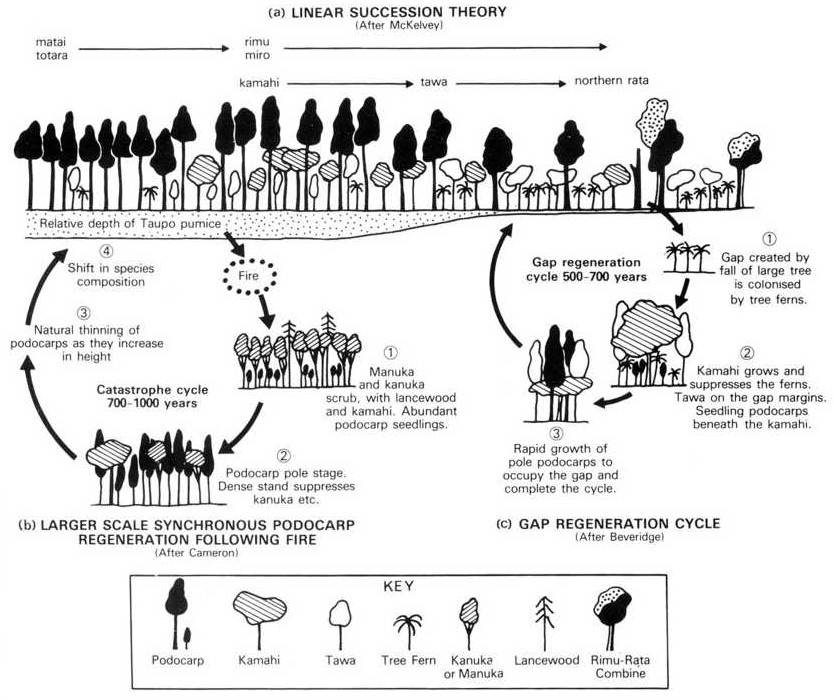 (a) LINEAR SUCCESSION THEORY
(After McKelvey)
matai
totara
rimu
miro
kamahi
tawa
northern rata
Relative depth of Taupo pumice
④
Shift in species
composition
Fire
③
Natural thinning of
podocarps as they increase
in height
Catastrophe cycle
700-1000 years
①
Manuka
and kanuka
scrub, with lancewood
and kamahi. Abundant
podocarp seedlings.
②
Podocarp pole stage.
Dense stand suppresses
kanuka etc.
(b) LARGER SCALE SYNCHRONOUS PODOCARP
REGENERATION FOLLOWING FIRE
(After Cameron)
Gap regeneration
cycle 500-700 years
①
Gap created by
fall of large tree
is colonised
by tree ferns.
②
Kamahi grows and
suppresses the ferns.
Tawa on the gap margins.
Seedling podocarps
beneath the kamahi.
③
Rapid growth of
pole podocarps to
occupy the gap and
complete the cycle.
(c) GAP REGENERATION CYCLE
(After Beveridge)
KEY
Podocarp
Kamahi
Tawa
Tree Fern
Kanuka
or Manuka
Lancewood
Rimu-Rata
Combine